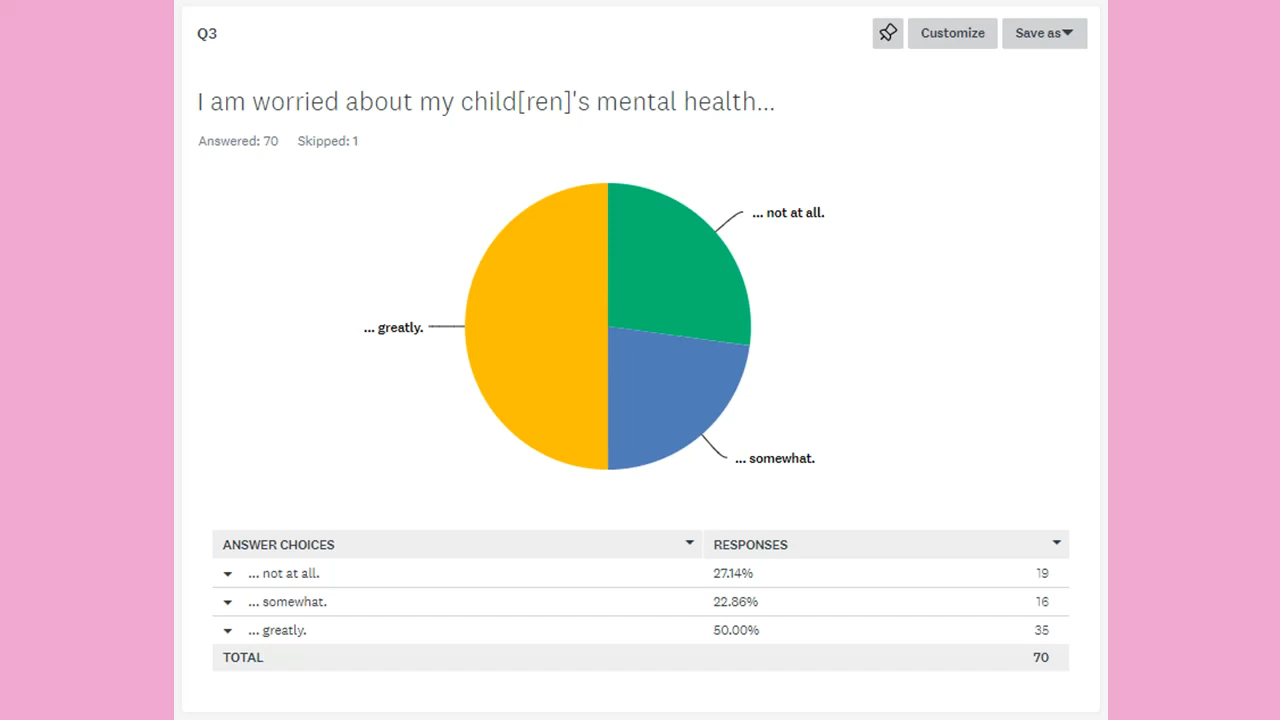 Q3
Customize
Save as
I am worried about my child[ren]'s mental health...
Answered: 70 Skipped: 1
... not at all.
... greatly.
... somewhat.
ANSWER CHOICES RESPONSES
... not at all. 27.14% 19
... somewhat. 22.86% 16
... greatly. 50.00% 35
TOTAL 70